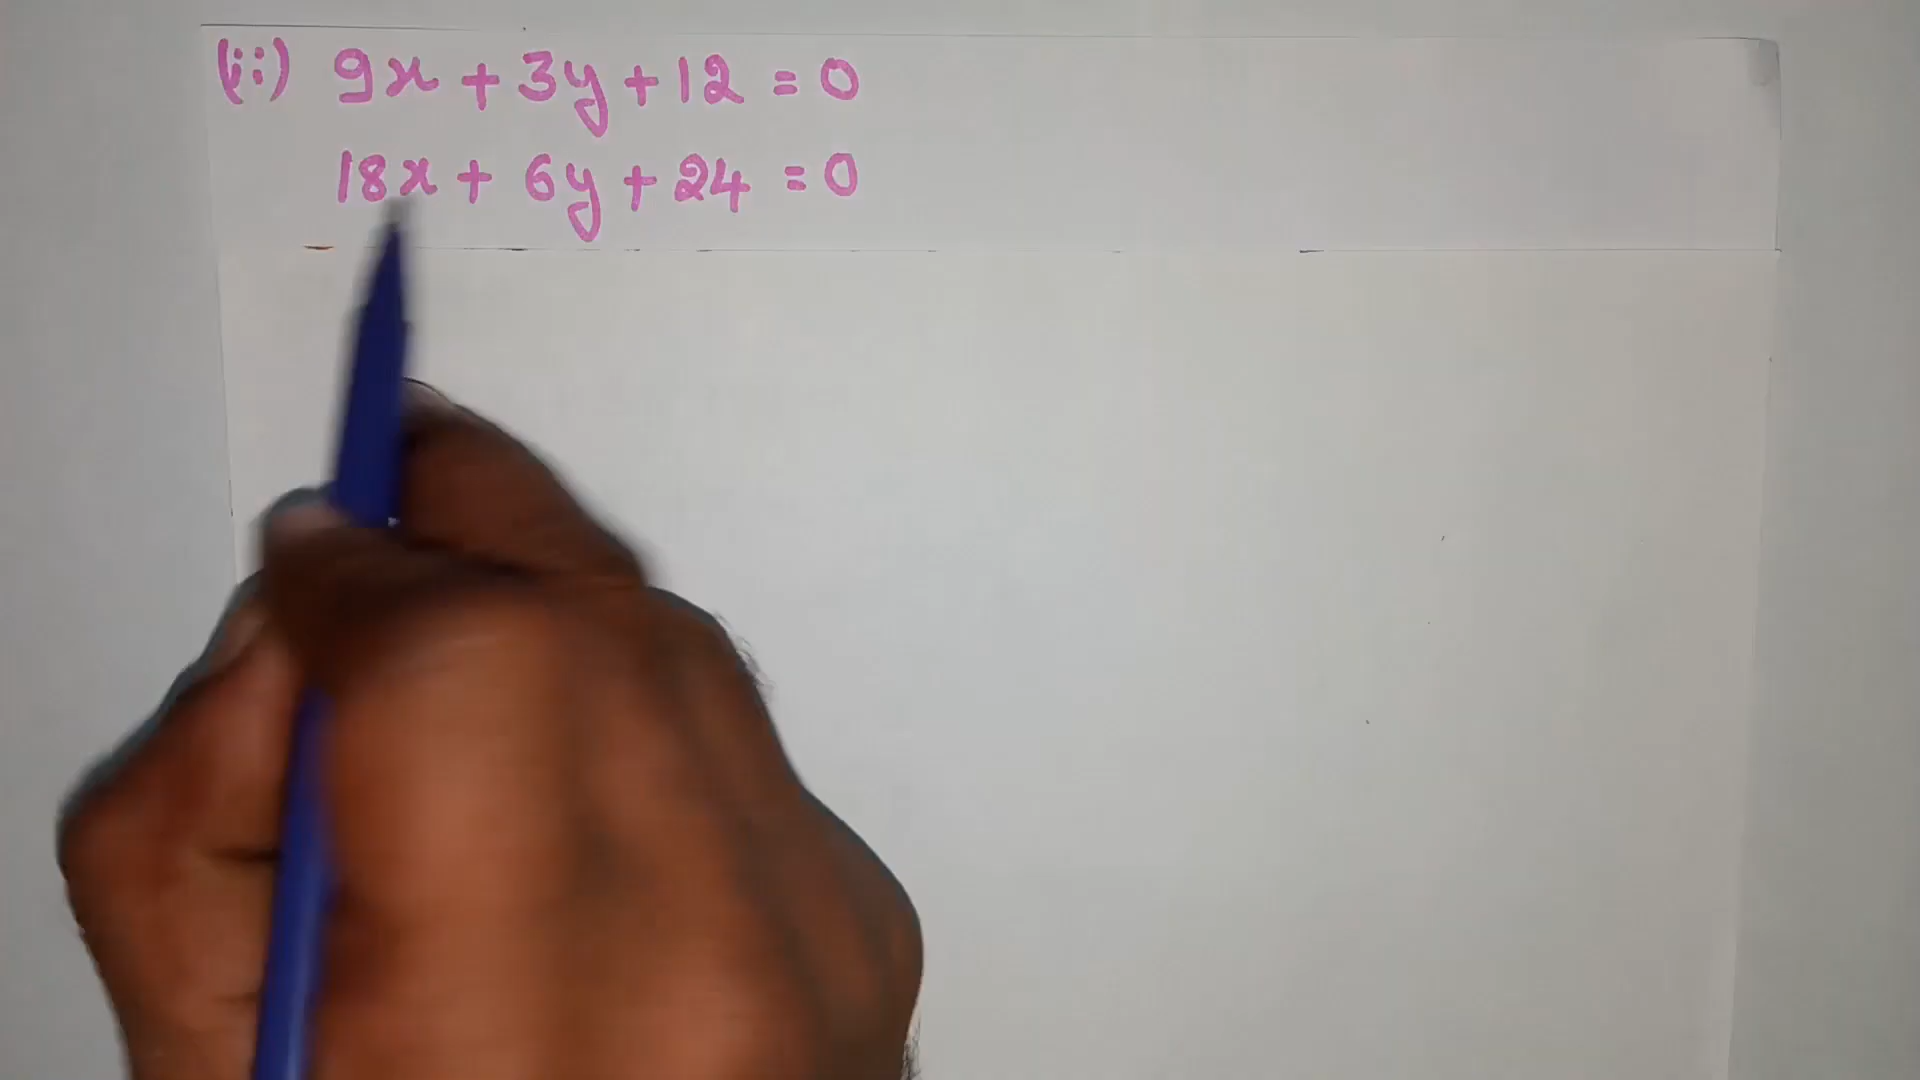 (ii) 9x + 3y + 12 = 0
18x + 6y + 24 = 0